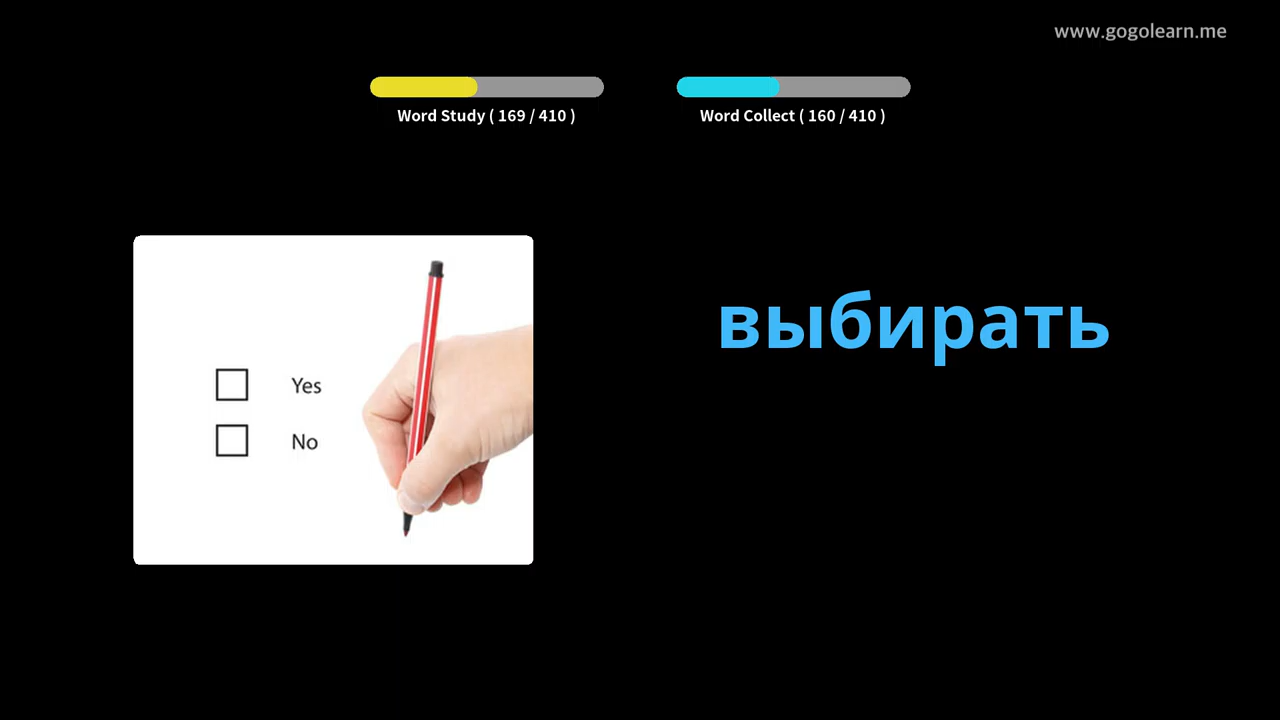 www.gogolearn.me
Word Study ( 169 / 410 )
Word Collect ( 160 / 410 )
выбирать
Yes
No